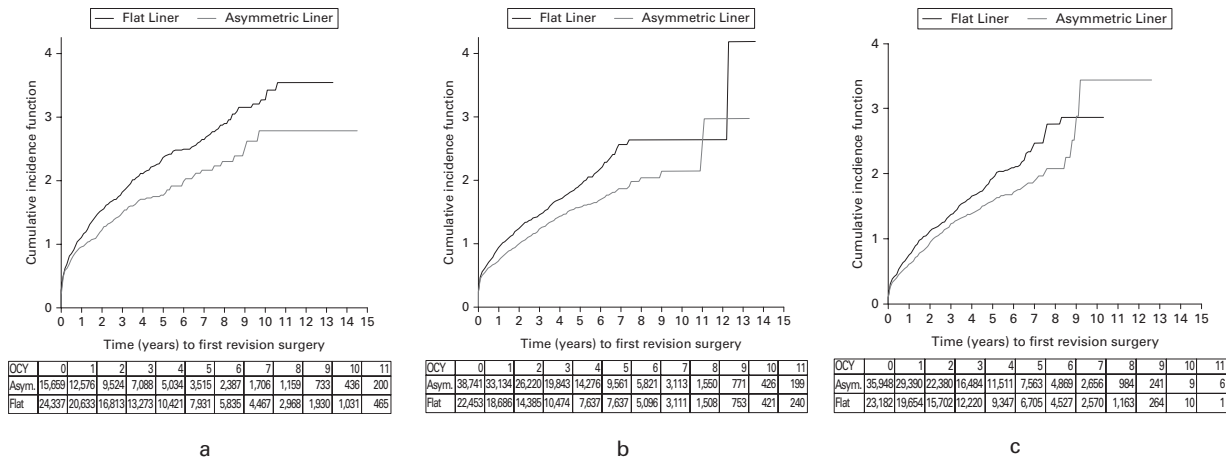 Flat Liner Asymmetric Liner
Cumulative incidence function
4
3
2
1
0
0 1 2 3 4 5 6 7 8 9 10 11 12 13 14 15
Time (years) to first revision surgery
OCY 0 1 2 3 4 5 6 7 8 9 10 11
Asym. 15,659 12,576 9,524 7,088 5,034 3,515 2,387 1,706 1,159 733 436 200
Flat 24,337 20,633 16,813 13,273 10,421 7,931 5,835 4,467 2,968 1,930 1,031 465
a
Flat Liner Asymmetric Liner
Cumulative incidence function
4
3
2
1
0
0 1 2 3 4 5 6 7 8 9 10 11 12 13 14 15
Time (years) to first revision surgery
OCY 0 1 2 3 4 5 6 7 8 9 10 11
Asym. 38,741 33,134 26,220 19,843 14,276 9,561 5,821 3,113 1,550 771 426 199
Flat 22,453 18,686 14,385 10,474 7,637 7,637 5,096 3,111 1,508 753 421 240
b
Flat Liner Asymmetric Liner
Cumulative incdience function
4
3
2
1
0
0 1 2 3 4 5 6 7 8 9 10 11 12 13 14 15
Time (years) to first revision surgery
OCY 0 1 2 3 4 5 6 7 8 9 10 11
Asym. 35,948 29,390 22,380 16,484 11,511 7,563 4,869 2,656 984 241 9 6
Flat 23,182 19,654 15,702 12,220 9,347 6,705 4,527 2,570 1,163 264 10 1
c